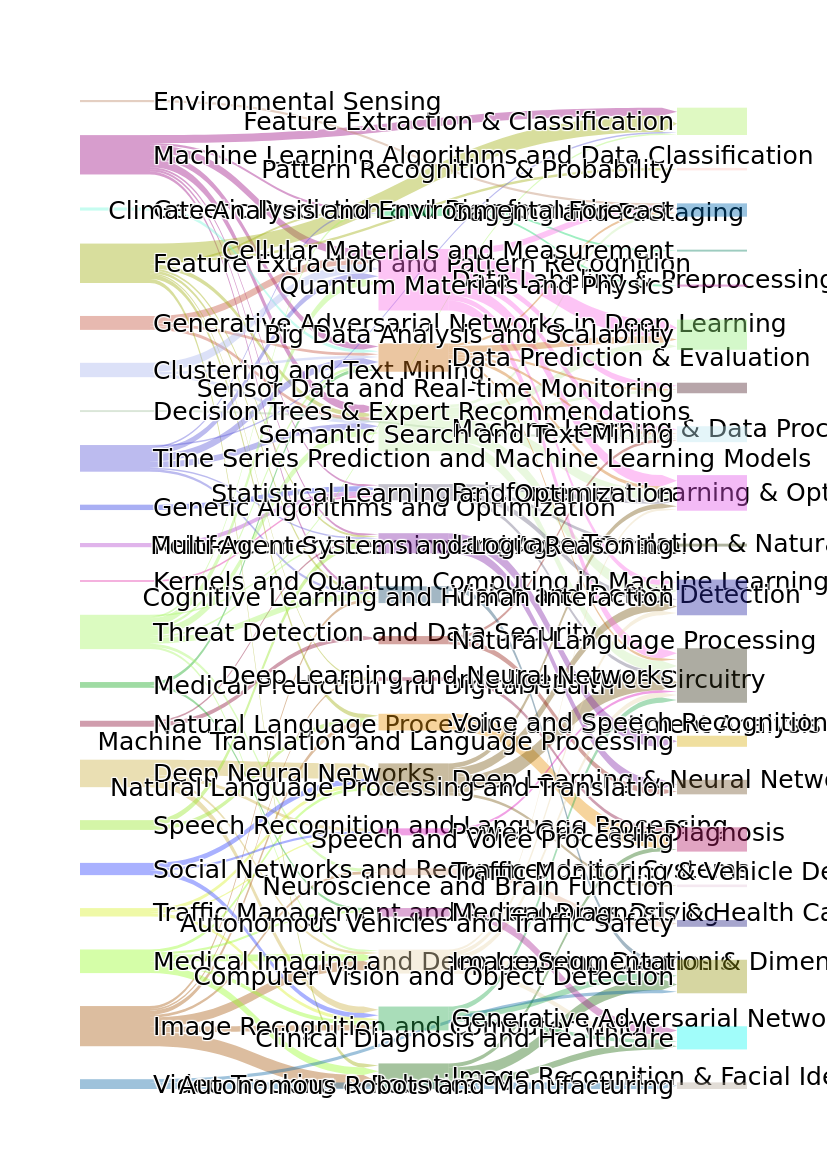 Environmental Sensing
Feature Extraction & Classification
Machine Learning Algorithms and Data Classification
Pattern Recognition & Probability
Climate Analysis and Environmental Forecast
Cellular Materials and Measurement
Feature Extraction and Pattern Recognition
Data Labeling & Preprocessing
Quantum Materials and Physics
Generative Adversarial Networks in Deep Learning
Big Data Analysis and Scalability
Data Prediction & Evaluation
Clustering and Text Mining
Sensor Data and Real-time Monitoring
Decision Trees & Expert Recommendations
Machine Learning & Data Proc
Semantic Search and Text Mining
Time Series Prediction and Machine Learning Models
Statistical Learning and Optimization
Learning & Opt
Genetic Algorithms and Optimization
Multi-Agent Systems and Logic Reasoning
Translation & Natura
Kernels and Quantum Computing in Machine Learning
Cognitive Learning and Human Interaction
Detection
Threat Detection and Data Security
Natural Language Processing
Deep Learning and Neural Networks
Circuitry
Medical Prediction and Digital Health
Natural Language Processing
Voice and Speech Recognition
Machine Translation and Language Processing
Deep Neural Networks
Deep Learning & Neural Netwo
Natural Language Processing and Translation
Speech Recognition and Language Processing
Power Grid Fault Diagnosis
Speech and Voice Processing
Social Networks and
Traffic Monitoring & Vehicle De
Neuroscience and Brain Function
Traffic Management and
Medical Diagnosis & Health Ca
Autonomous Vehicles and Traffic Safety
Medical Imaging and Deep Learning
Image Segmentation & Dimen
Computer Vision and Object Detection
Generative Adversarial Netwo
Image Recognition and
Clinical Diagnosis and Healthcare
Image Recognition & Facial Ide
Autonomous Robots and Manufacturing